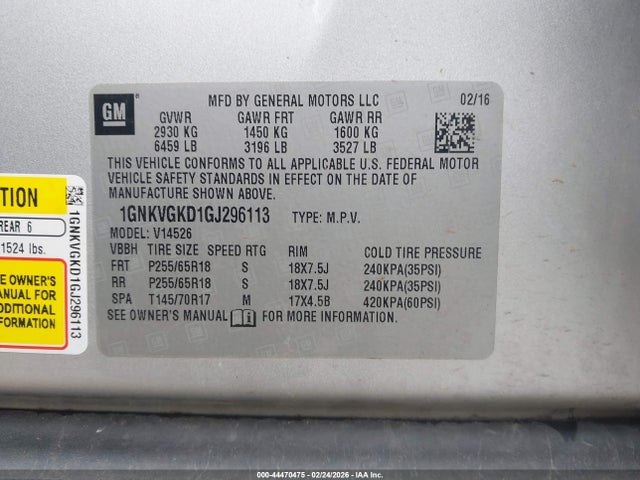 GM
MFD BY GENERAL MOTORS LLC 02/16
GVWR GAWR FRT GAWR RR
2930 KG 1450 KG 1600 KG
6459 LB 3196 LB 3527 LB
THIS VEHICLE CONFORMS TO ALL APPLICABLE U.S. FEDERAL MOTOR
VEHICLE SAFETY STANDARDS IN EFFECT ON THE DATE OF
MANUFACTURE SHOWN ABOVE.
1GNKVGKD1GJ296113 TYPE: M.P.V.
MODEL: V14526
VBBH TIRE SIZE SPEED RTG RIM COLD TIRE PRESSURE
FRT P255/65R18 S 18X7.5J 240KPA(35PSI)
RR P255/65R18 S 18X7.5J 240KPA(35PSI)
SPA T145/70R17 M 17X4.5B 420KPA(60PSI)
SEE OWNER'S MANUAL FOR MORE INFORMATION.
REAR 6
1524 lbs.
OWNER'S
FOR
1GNKVGKD1GJ296113
000-44470475 - 02/24/2026 - IAA Inc.